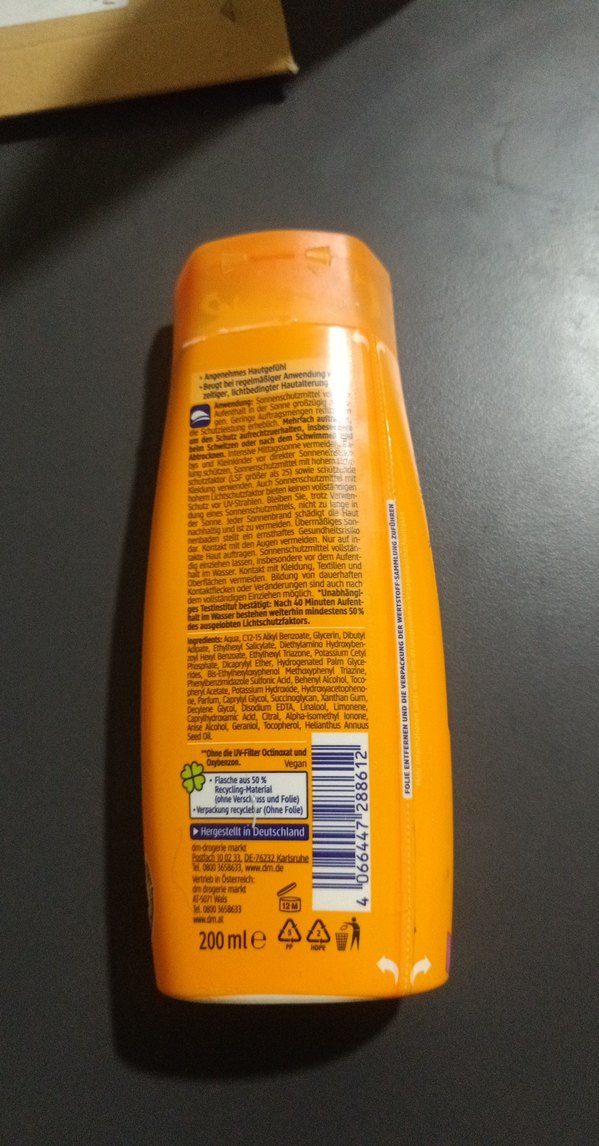 • Angenehmes Hautgefühl
• Beugt bei regelmäßiger Anwendung
zeitiger, lichtbedingter Hautalterung
Anwendung: Sonnenschutzmittel
Aufenthalt in der Sonne großzügig
gen. Geringe Auftragsmengen
die Schutzleistung erheblich. Mehrfach
um den Schutz aufrechtzuerhalten,
beim Schwitzen oder nach dem Schwimmen
Abtrocknen. Intensive Mittagssonne
bys und Kleinkinder vor direkter
lung schützen. Sonnenschutzmittel mit hohem
schutzfaktor (LSF größer als 25) sowie schützende
Kleidung verwenden. Auch Sonnenschutzmittel mit
hohem Lichtschutzfaktor bieten keinen vollständigen
Schutz vor UV-Strahlen. Bleiben Sie, trotz Verwen-
dung eines Sonnenschutzmittels, nicht zu lange in
der Sonne. Jeder Sonnenbrand schädigt die Haut
nachhaltig und ist zu vermeiden. Übermäßiges Son-
nenbaden stellt ein ernsthaftes Gesundheitsrisiko
dar. Kontakt mit den Augen vermeiden. Nur auf in-
takte Haut auftragen. Sonnenschutzmittel vollstän-
dig einziehen lassen, insbesondere vor dem Aufent-
halt im Wasser. Kontakt mit Kleidung, Textilien und
Oberflächen vermeiden. Bildung von dauerhaften
Kontaktflecken oder Veränderungen sind auch nach
dem vollständigen Einziehen möglich. *Unabhängi-
ges Testinstitut bestätigt: Nach 40 Minuten Aufent-
halt im Wasser bestehen weiterhin mindestens 50 %
des ausgelobten Lichtschutzfaktors.
Ingredients: Aqua, C12-15 Alkyl Benzoate, Glycerin, Dibutyl
Adipate, Ethylhexyl Salicylate, Diethylamino Hydroxyben-
zoyl Hexyl Benzoate, Ethylhexyl Triazone, Potassium Cetyl
Phosphate, Dicaprylyl Ether, Hydrogenated Palm Glyce-
rides, Bis-Ethylhexyloxyphenol Methoxyphenyl Triazine,
Phenylbenzimidazole Sulfonic Acid, Behenyl Alcohol, Toco-
pheryl Acetate, Potassium Hydroxide, Hydroxyacetopheno-
ne, Parfum, Caprylyl Glycol, Succinoglycan, Xanthan Gum,
Decylene Glycol, Disodium EDTA, Linalool, Limonene,
Caprylhydroxamic Acid, Citral, Alpha-Isomethyl Ionone,
Anise Alcohol, Geraniol, Tocopherol, Helianthus Annuus
Seed Oil.
**Ohne die UV-Filter Octinoxat und
Oxybenzon.
Vegan
• Flasche aus 50 %
Recycling-Material
(ohne Verschluss und Folie)
• Verpackung recyclebar (Ohne Folie)
Hergestellt in Deutschland
dm-drogerie markt
Postfach 10 02 33, DE-76232 Karlsruhe
Tel. 0800 3658633, www.dm.de
Vertrieb in Österreich:
dm drogerie markt
AT-5071 Wals
Tel. 0800 3658633
www.dm.at
12 M
200 ml e
5
PP
2
HDPE
4 066447 288612
FOLIE ENTFERNEN UND DIE VERPACKUNG DER WERTSTOFF-SAMMLUNG ZUFÜHREN